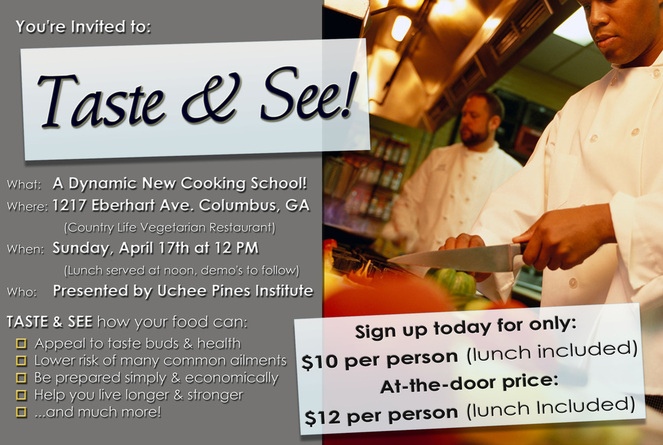 You're Invited to:
Taste & See!
What: A Dynamic New Cooking School!
Where: 1217 Eberhart Ave. Columbus, GA
(Country Life Vegetarian Restaurant)
When: Sunday, April 17th at 12 PM
(Lunch served at noon, demo's to follow)
Who: Presented by Uchee Pines Institute
TASTE & SEE how your food can:
Appeal to taste buds & health
Lower risk of many common ailments
Be prepared simply & economically
Help you live longer & stronger
...and much more!
Sign up today for only:
$10 per person (lunch included)
At-the-door price:
$12 per person (lunch Included)